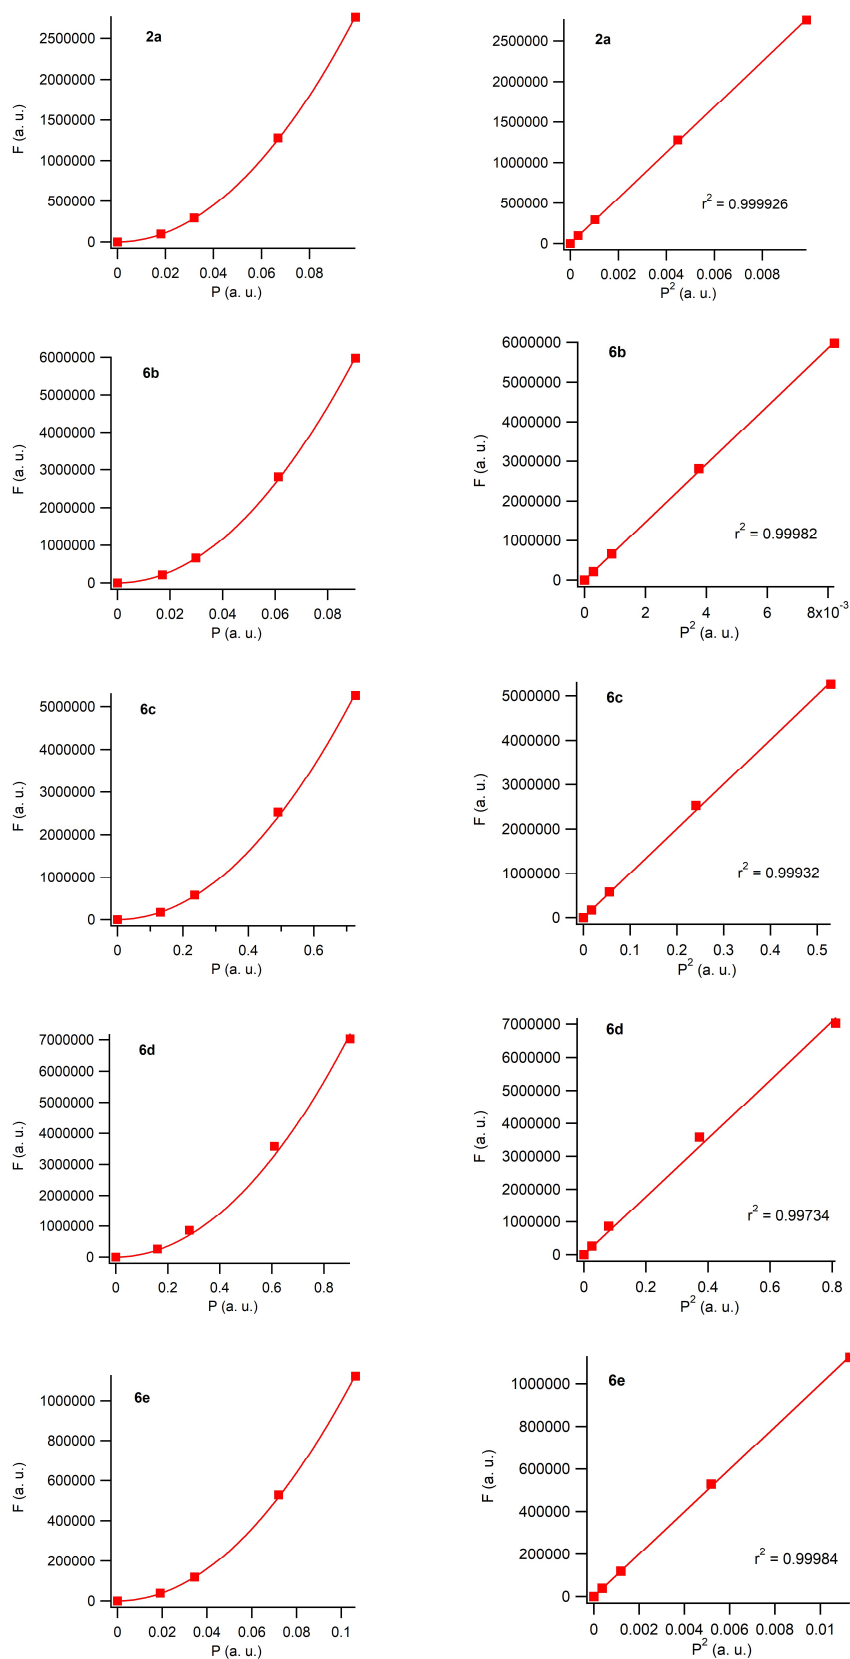 2a
F (a. u.)
2500000
2000000
1500000
1000000
500000
0
0 0.02 0.04 0.06 0.08
P (a. u.)
2a
F (a. u.)
2500000
2000000
1500000
1000000
500000
0
r² = 0.999926
0 0.002 0.004 0.006 0.008
P² (a. u.)
6b
F (a. u.)
6000000
5000000
4000000
3000000
2000000
1000000
0
0 0.02 0.04 0.06 0.08
P (a. u.)
6b
F (a. u.)
6000000
5000000
4000000
3000000
2000000
1000000
0
r² = 0.99982
0 2 4 6 8x10⁻³
P² (a. u.)
6c
F (a. u.)
5000000
4000000
3000000
2000000
1000000
0
0 0.2 0.4 0.6
P (a. u.)
6c
F (a. u.)
5000000
4000000
3000000
2000000
1000000
0
r² = 0.99932
0 0.1 0.2 0.3 0.4 0.5
P² (a. u.)
6d
F (a. u.)
7000000
6000000
5000000
4000000
3000000
2000000
1000000
0
0 0.2 0.4 0.6 0.8
P (a. u.)
6d
F (a. u.)
7000000
6000000
5000000
4000000
3000000
2000000
1000000
0
r² = 0.99734
0 0.2 0.4 0.6 0.8
P² (a. u.)
6e
F (a. u.)
1000000
800000
600000
400000
200000
0
0 0.02 0.04 0.06 0.08 0.1
P (a. u.)
6e
F (a. u.)
1000000
800000
600000
400000
200000
0
r² = 0.99984
0 0.002 0.004 0.006 0.008 0.01
P² (a. u.)